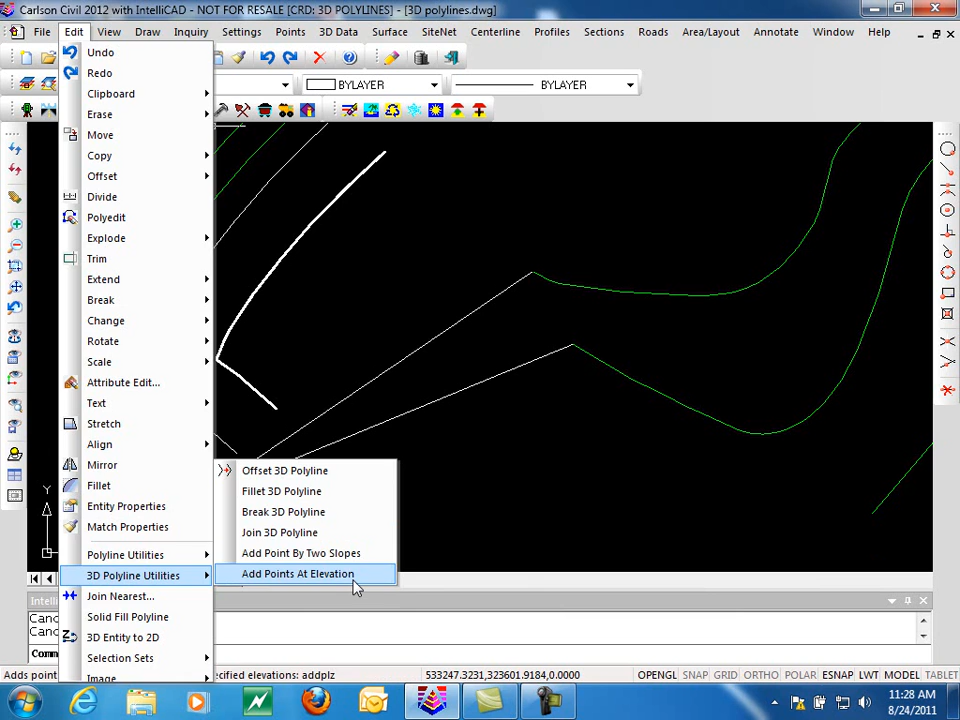 Carlson Civil 2012 with IntelliCAD - NOT FOR RESALE [CRD: 3D POLYLINES] - [3D polylines.dwg]
File Edit View Draw Inquiry Settings Points 3D Data Surface SiteNet Centerline Profiles Sections Area/Layout Annotate Window Help
BYLAYER BYLAYER
Undo
Redo
Clipboard
Erase
Move
Copy
Offset
Divide
Polyedit
Explode
Trim
Extend
Break
Change
Rotate
Scale
Attribute Edit...
Text
Stretch
Align
Mirror
Fillet
Entity Properties
Match Properties
Polyline Utilities
3D Polyline Utilities
Join Nearest...
Solid Fill Polyline
3D Entity to 2D
Selection Sets
Image
Offset 3D Polyline
Fillet 3D Polyline
Break 3D Polyline
Join 3D Polyline
Add Point By Two Slopes
Add Points At Elevation
Y
Intelli
Canc
Canc
Comm
Adds point
ecified elevations: addplz
533247.3231, 323601.9184, 0.0000
OPENGL SNAP GRID ORTHO POLAR ESNAP LWT MODEL TABLET
11:28 AM
8/24/2011